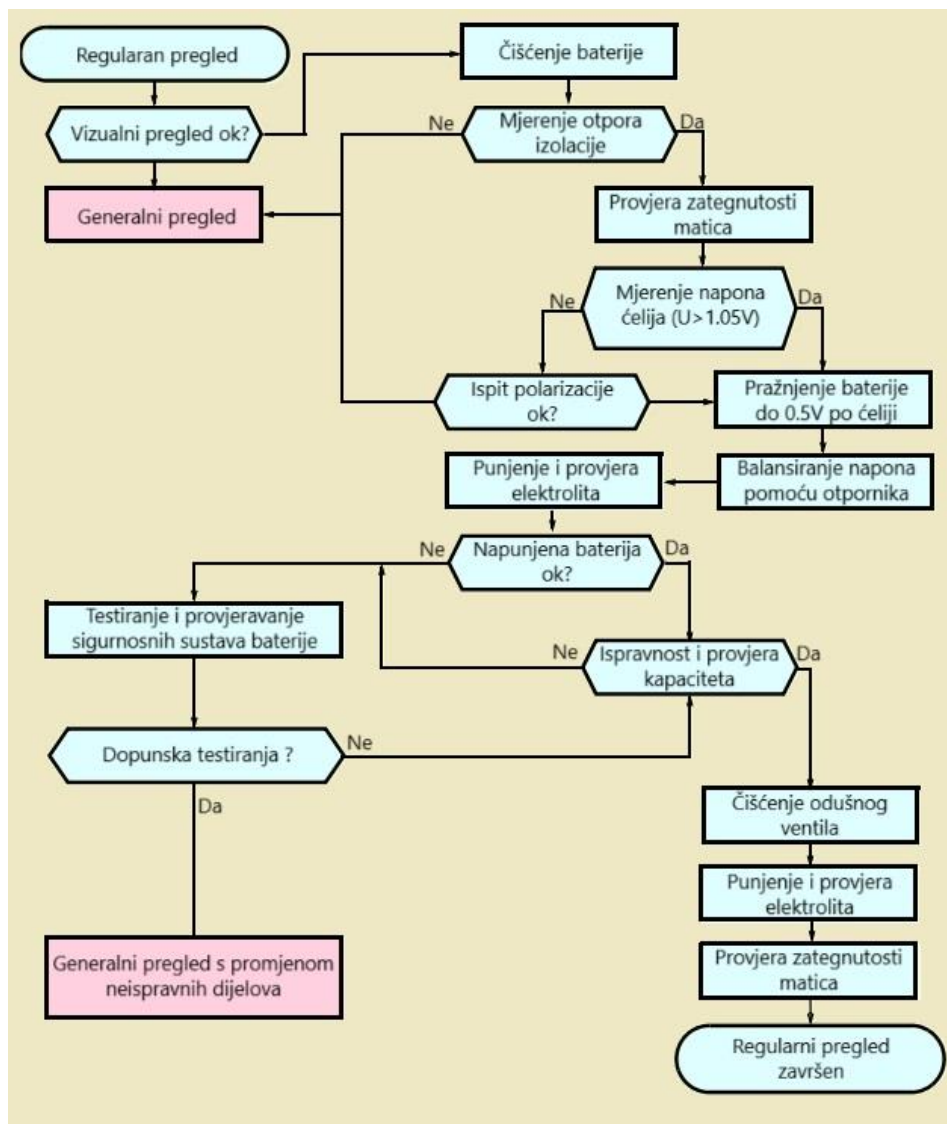 Regularan pregled
Vizualni pregled ok?
Generalni pregled
Čišćenje baterije
Ne
Mjerenje otpora
izolacije
Da
Provjera zategnutosti
matica
Ne
Mjerenje napona
ćelija (U>1.05V)
Da
Ispit polarizacije
ok?
Pražnjenje baterije
do 0.5V po ćeliji
Balansiranje napona
pomoću otpornika
Punjenje i provjera
elektrolita
Ne
Napunjena baterija
ok?
Da
Testiranje i provjeravanje
sigurnosnih sustava baterije
Ne
Ispravnost i provjera
kapaciteta
Da
Dopunska testiranja ?
Ne
Da
Generalni pregled s promjenom
neispravnih dijelova
Čišćenje odušnog
ventila
Punjenje i provjera
elektrolita
Provjera zategnutosti
matica
Regularni pregled
završen